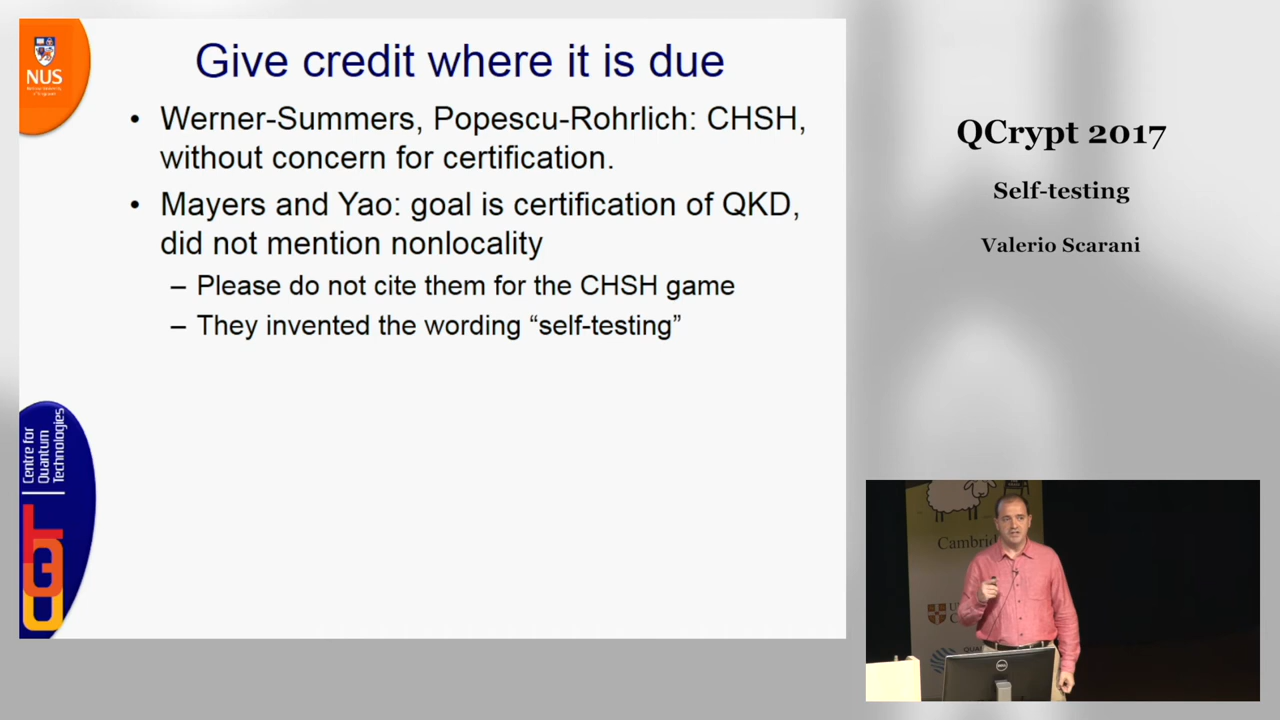 NUS
Give credit where it is due
• Werner-Summers, Popescu-Rohrlich: CHSH,
without concern for certification.
• Mayers and Yao: goal is certification of QKD,
did not mention nonlocality
– Please do not cite them for the CHSH game
– They invented the wording “self-testing”
Centre for
Quantum
Technologies
CQT
QCrypt 2017
Self-testing
Valerio Scarani
Cambrid
DELL